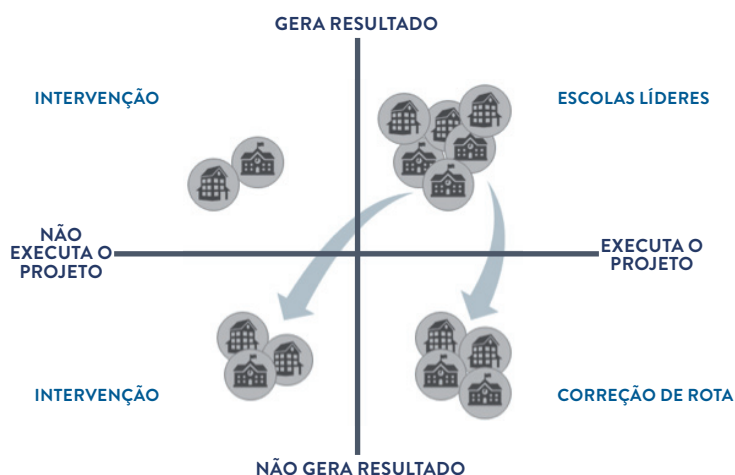 GERA RESULTADO
INTERVENÇÃO
ESCOLAS LÍDERES
NÃO
EXECUTA O
PROJETO
EXECUTA O
PROJETO
INTERVENÇÃO
CORREÇÃO DE ROTA
NÃO GERA RESULTADO